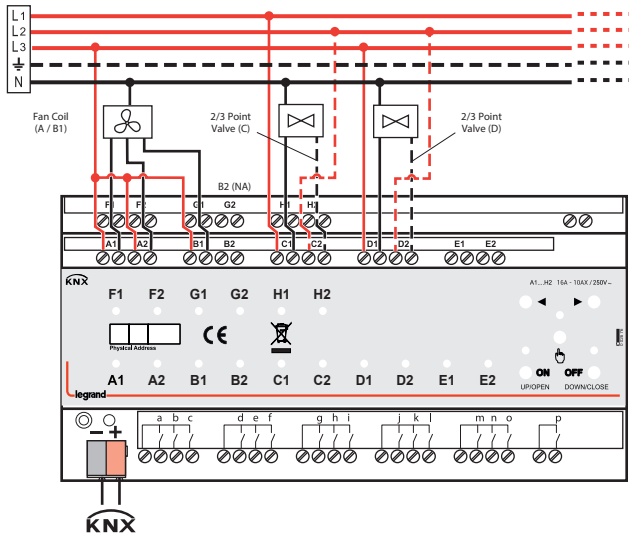 L1
L2
L3
N
Fan Coil
(A / B1)
2/3 Point
Valve (C)
2/3 Point
Valve (D)
B2 (NA)
F1 F2 G1 G2 H1 H2
A1 A2 B1 B2 C1 C2 D1 D2 E1 E2
KNX
A1....H2 16A - 10AX / 250V~
F1 F2 G1 G2 H1 H2
Physical Address
CE
ON OFF
A1 A2 B1 B2 C1 C2 D1 D2 E1 E2
UP/OPEN DOWN/CLOSE
legrand
a b c d e f g h i j k l m n o p
− +
KNX